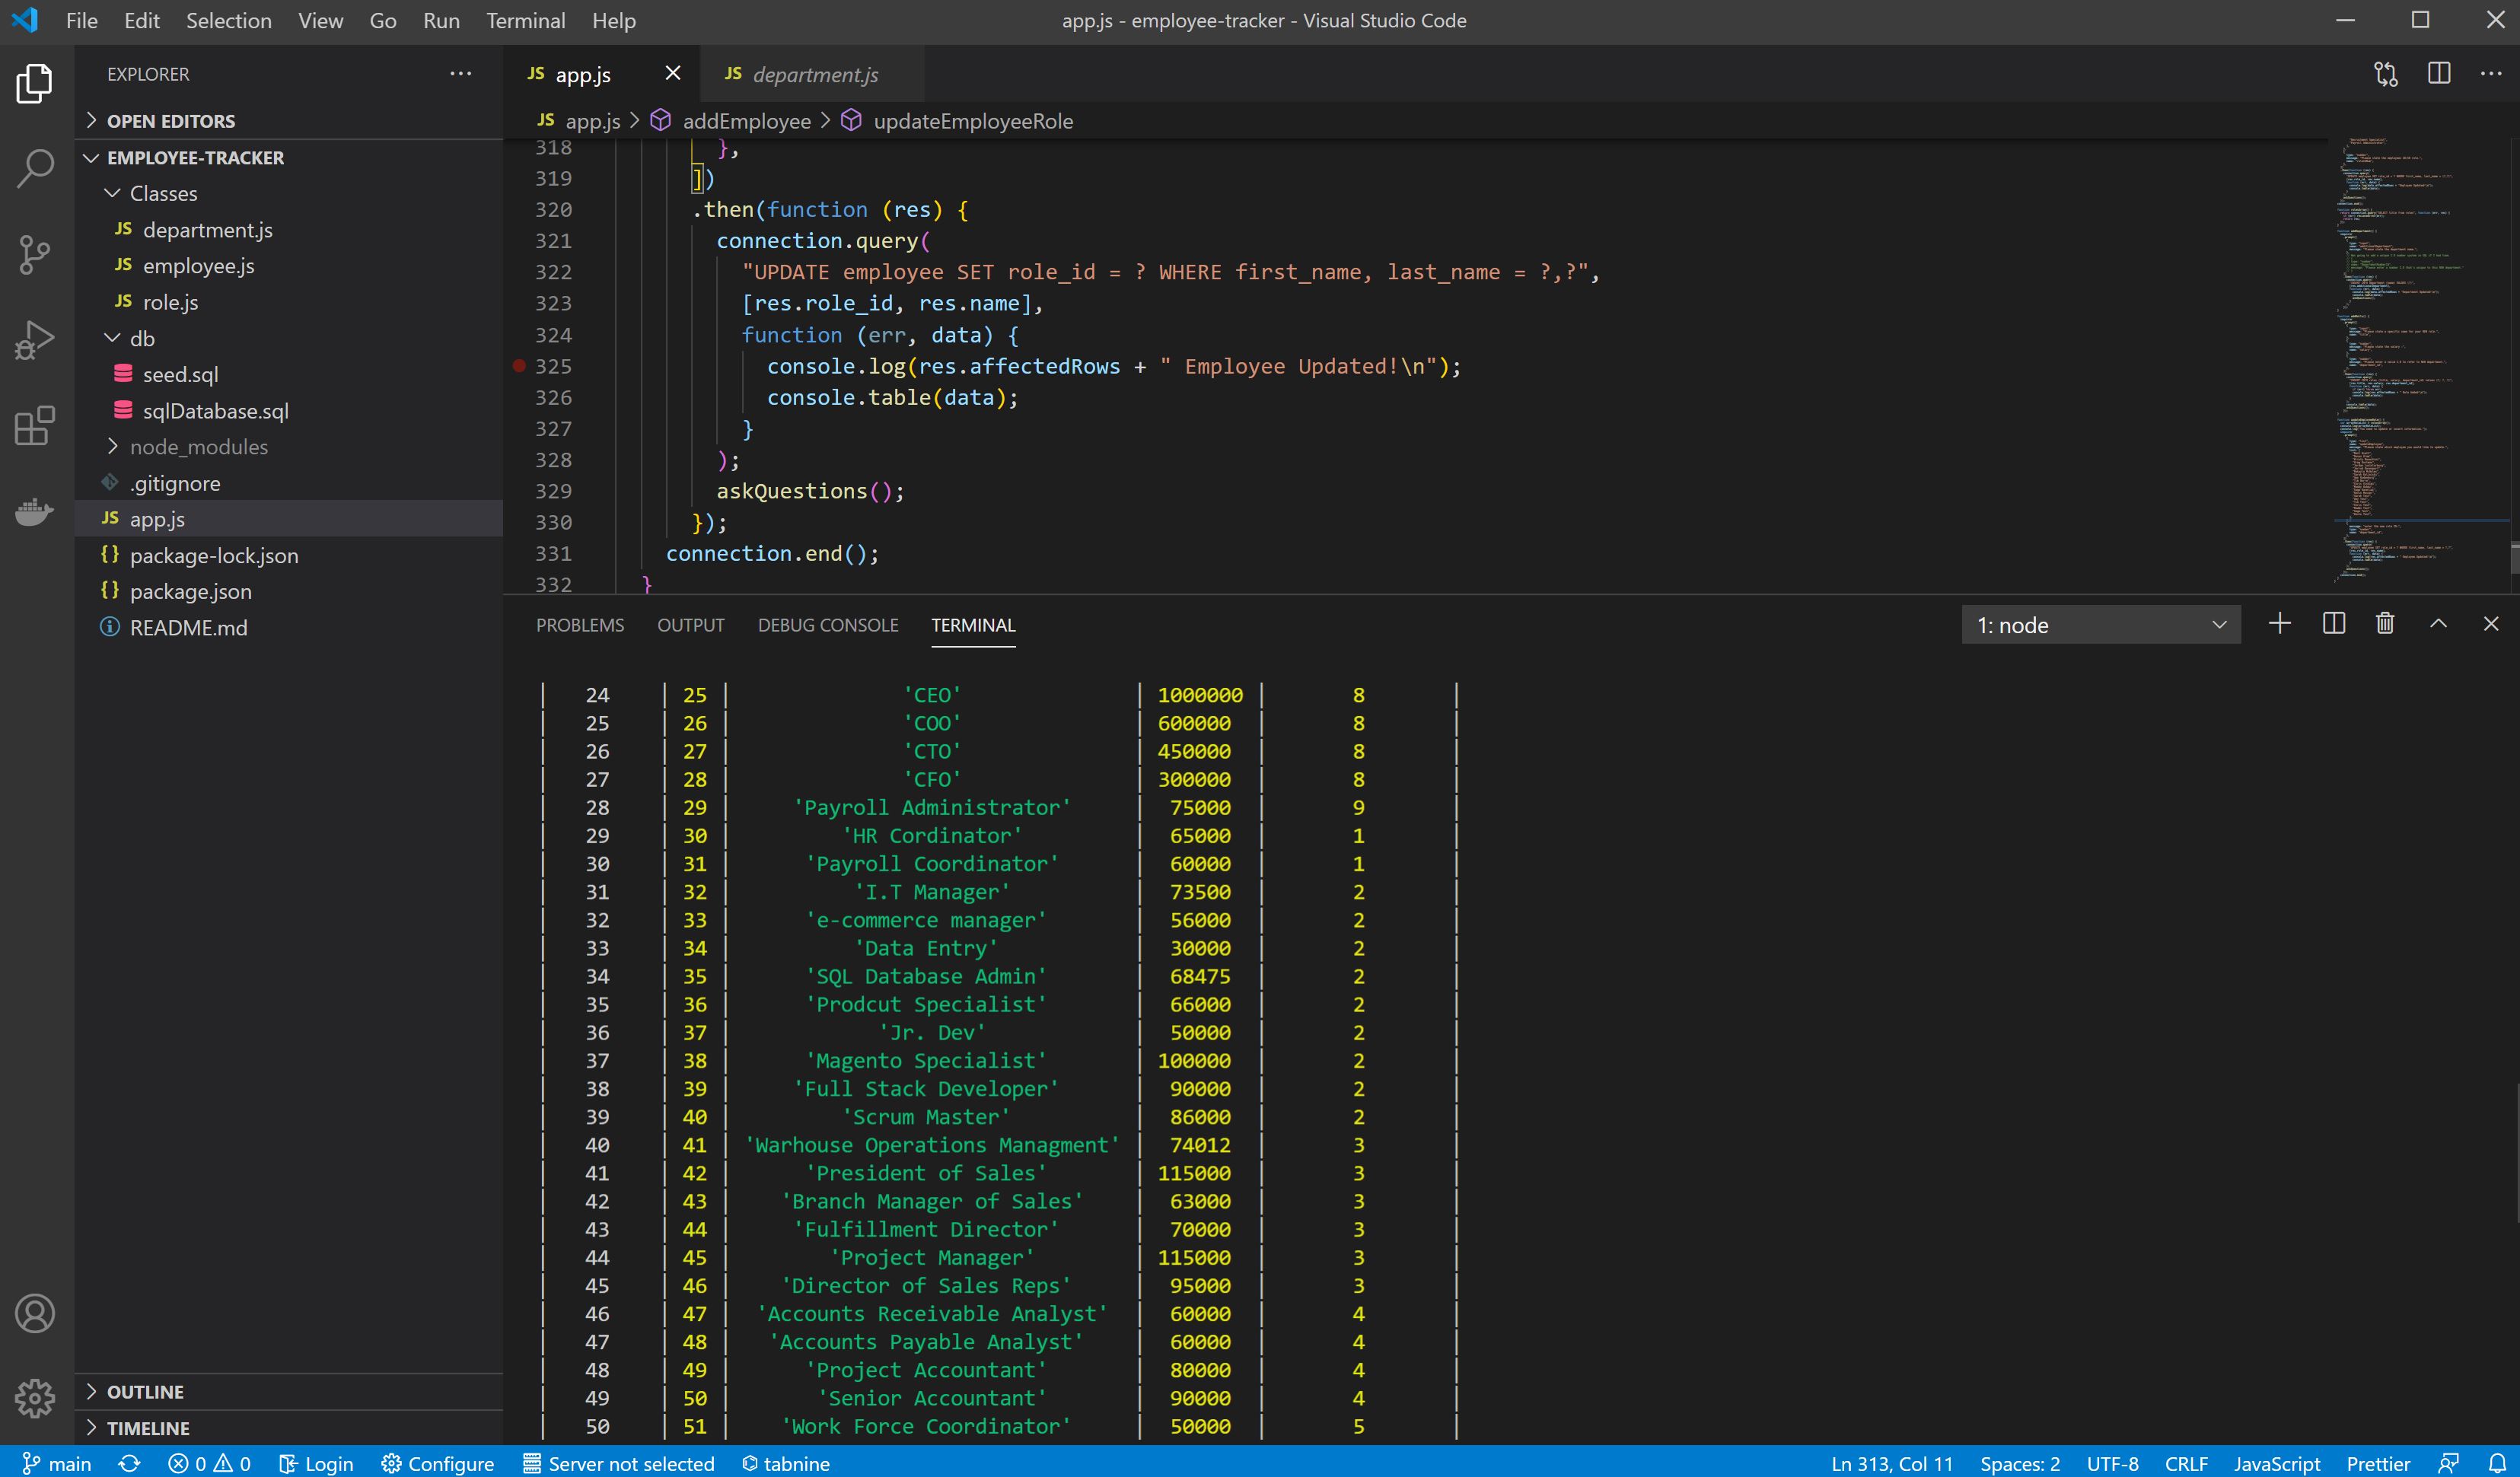 File Edit Selection View Go Run Terminal Help
app.js - employee-tracker - Visual Studio Code
EXPLORER
OPEN EDITORS
EMPLOYEE-TRACKER
Classes
JS department.js
JS employee.js
JS role.js
db
seed.sql
sqlDatabase.sql
node_modules
.gitignore
JS app.js
{} package-lock.json
{} package.json
README.md
OUTLINE
TIMELINE
JS app.js JS department.js
JS app.js > addEmployee > updateEmployeeRole
318 },
319 ])
320 .then(function (res) {
321 connection.query(
322 "UPDATE employee SET role_id = ? WHERE first_name, last_name = ?,?",
323 [res.role_id, res.name],
324 function (err, data) {
325 console.log(res.affectedRows + " Employee Updated!\n");
326 console.table(data);
327 }
328 );
329 askQuestions();
330 });
331 connection.end();
332 }
PROBLEMS OUTPUT DEBUG CONSOLE TERMINAL
1: node
| 24 | 25 | 'CEO' | 1000000 | 8 |
| 25 | 26 | 'COO' | 600000 | 8 |
| 26 | 27 | 'CTO' | 450000 | 8 |
| 27 | 28 | 'CFO' | 300000 | 8 |
| 28 | 29 | 'Payroll Administrator' | 75000 | 9 |
| 29 | 30 | 'HR Cordinator' | 65000 | 1 |
| 30 | 31 | 'Payroll Coordinator' | 60000 | 1 |
| 31 | 32 | 'I.T Manager' | 73500 | 2 |
| 32 | 33 | 'e-commerce manager' | 56000 | 2 |
| 33 | 34 | 'Data Entry' | 30000 | 2 |
| 34 | 35 | 'SQL Database Admin' | 68475 | 2 |
| 35 | 36 | 'Prodcut Specialist' | 66000 | 2 |
| 36 | 37 | 'Jr. Dev' | 50000 | 2 |
| 37 | 38 | 'Magento Specialist' | 100000 | 2 |
| 38 | 39 | 'Full Stack Developer' | 90000 | 2 |
| 39 | 40 | 'Scrum Master' | 86000 | 2 |
| 40 | 41 | 'Warhouse Operations Managment' | 74012 | 3 |
| 41 | 42 | 'President of Sales' | 115000 | 3 |
| 42 | 43 | 'Branch Manager of Sales' | 63000 | 3 |
| 43 | 44 | 'Fulfillment Director' | 70000 | 3 |
| 44 | 45 | 'Project Manager' | 115000 | 3 |
| 45 | 46 | 'Director of Sales Reps' | 95000 | 3 |
| 46 | 47 | 'Accounts Receivable Analyst' | 60000 | 4 |
| 47 | 48 | 'Accounts Payable Analyst' | 60000 | 4 |
| 48 | 49 | 'Project Accountant' | 80000 | 4 |
| 49 | 50 | 'Senior Accountant' | 90000 | 4 |
| 50 | 51 | 'Work Force Coordinator' | 50000 | 5 |
main 0 0 Login Configure Server not selected tabnine
Ln 313, Col 11 Spaces: 2 UTF-8 CRLF JavaScript Prettier